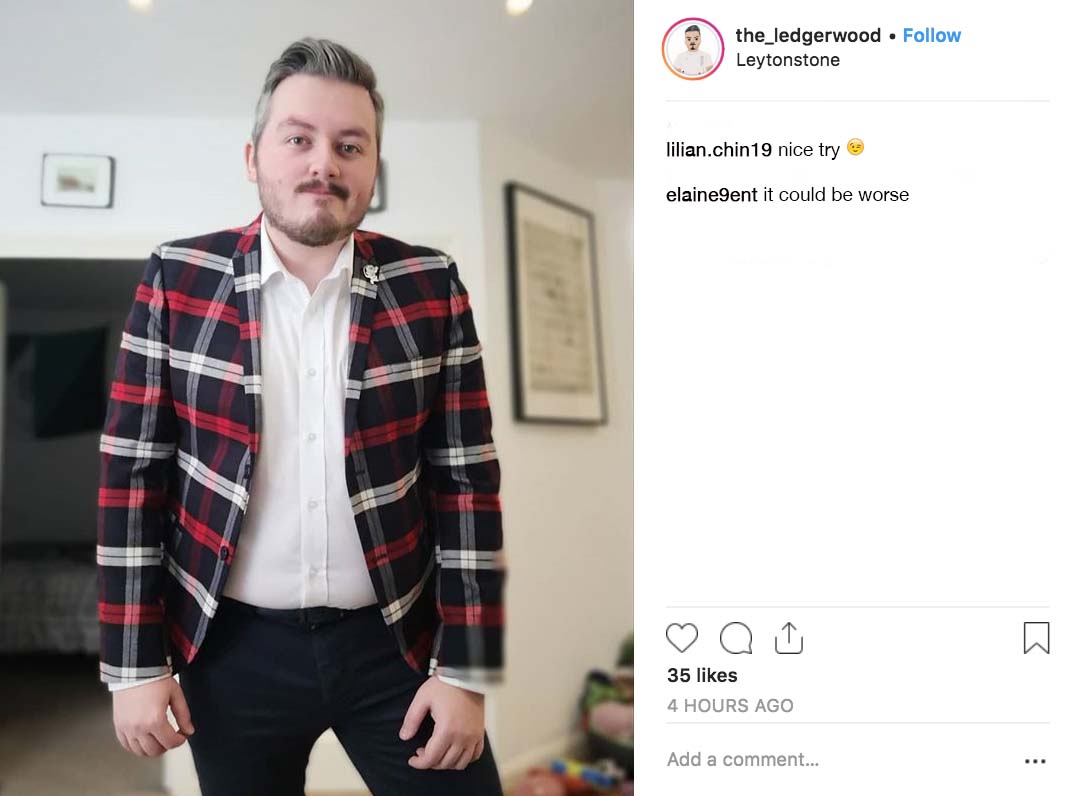 the_ledgerwood • Follow
Leytonstone
lilian.chin19 nice try 😉
elaine9ent it could be worse
35 likes
4 HOURS AGO
Add a comment...